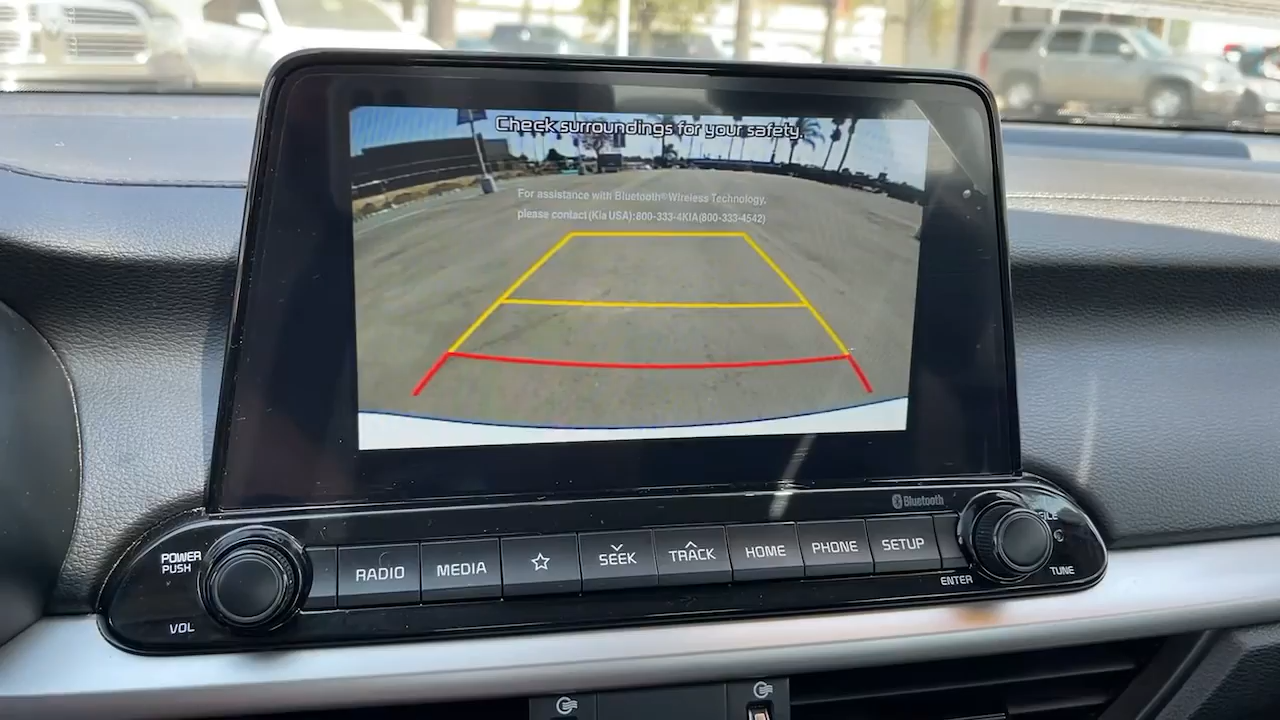 Check surroundings for your safety.
For assistance with Bluetooth® Wireless Technology,
please contact(Kia USA):800-333-4KIA(800-333-4542)
Bluetooth
POWER
PUSH
VOL
RADIO
MEDIA
SEEK
TRACK
HOME
PHONE
SETUP
ENTER
TUNE